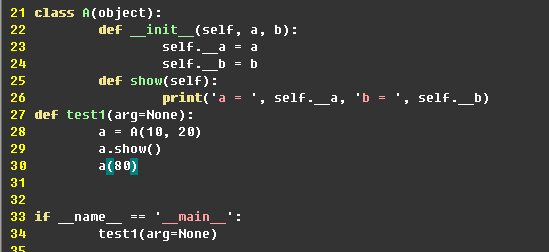 21 class A(object):
22         def __init__(self, a, b):
23                 self.__a = a
24                 self.__b = b
25         def show(self):
26                 print('a = ', self.__a, 'b = ', self.__b)
27 def test1(arg=None):
28         a = A(10, 20)
29         a.show()
30         a(80)
31
32
33 if __name__ == '__main__':
34         test1(arg=None)
35